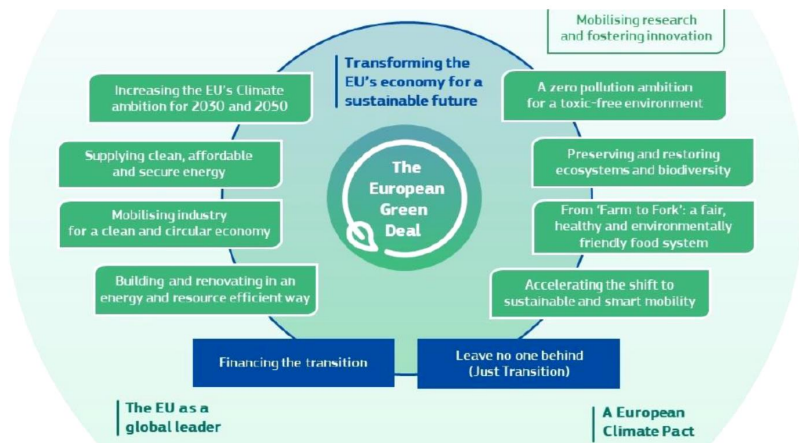 Mobilising research
and fostering innovation
Transforming the
EU's economy for a
sustainable future
Increasing the EU's Climate
ambition for 2030 and 2050
A zero pollution ambition
for a toxic-free environment
Supplying clean, affordable
and secure energy
The
European
Green
Deal
Preserving and restoring
ecosystems and biodiversity
Mobilising industry
for a clean and circular economy
From 'Farm to Fork': a fair,
healthy and environmentally
friendly food system
Building and renovating in an
energy and resource efficient way
Accelerating the shift to
sustainable and smart mobility
Financing the transition
Leave no one behind
(Just Transition)
The EU as a
global leader
A European
Climate Pact